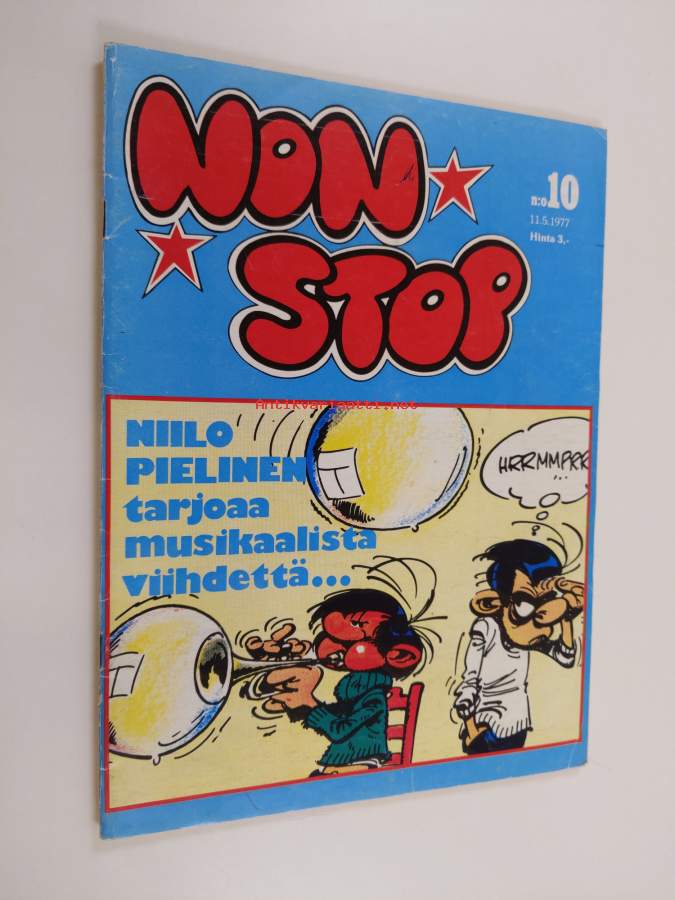 NON
STOP
n:o 10
11.5.1977
Hinta 3,-
Antikvariaatti.net
NIILO
PIELINEN
tarjoaa
musikaalista
viihdettä...
HRRMMPRR
...